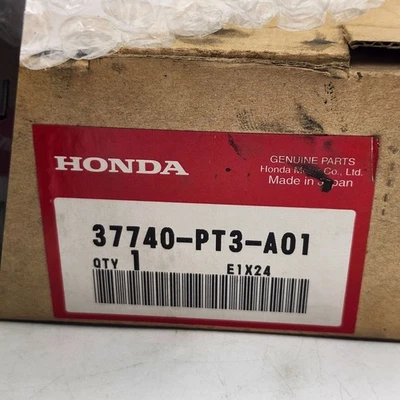 HONDA
GENUINE PARTS
Honda Motor Co., Ltd.
Made in Japan
37740-PT3-A01
QTY 1 E1X24